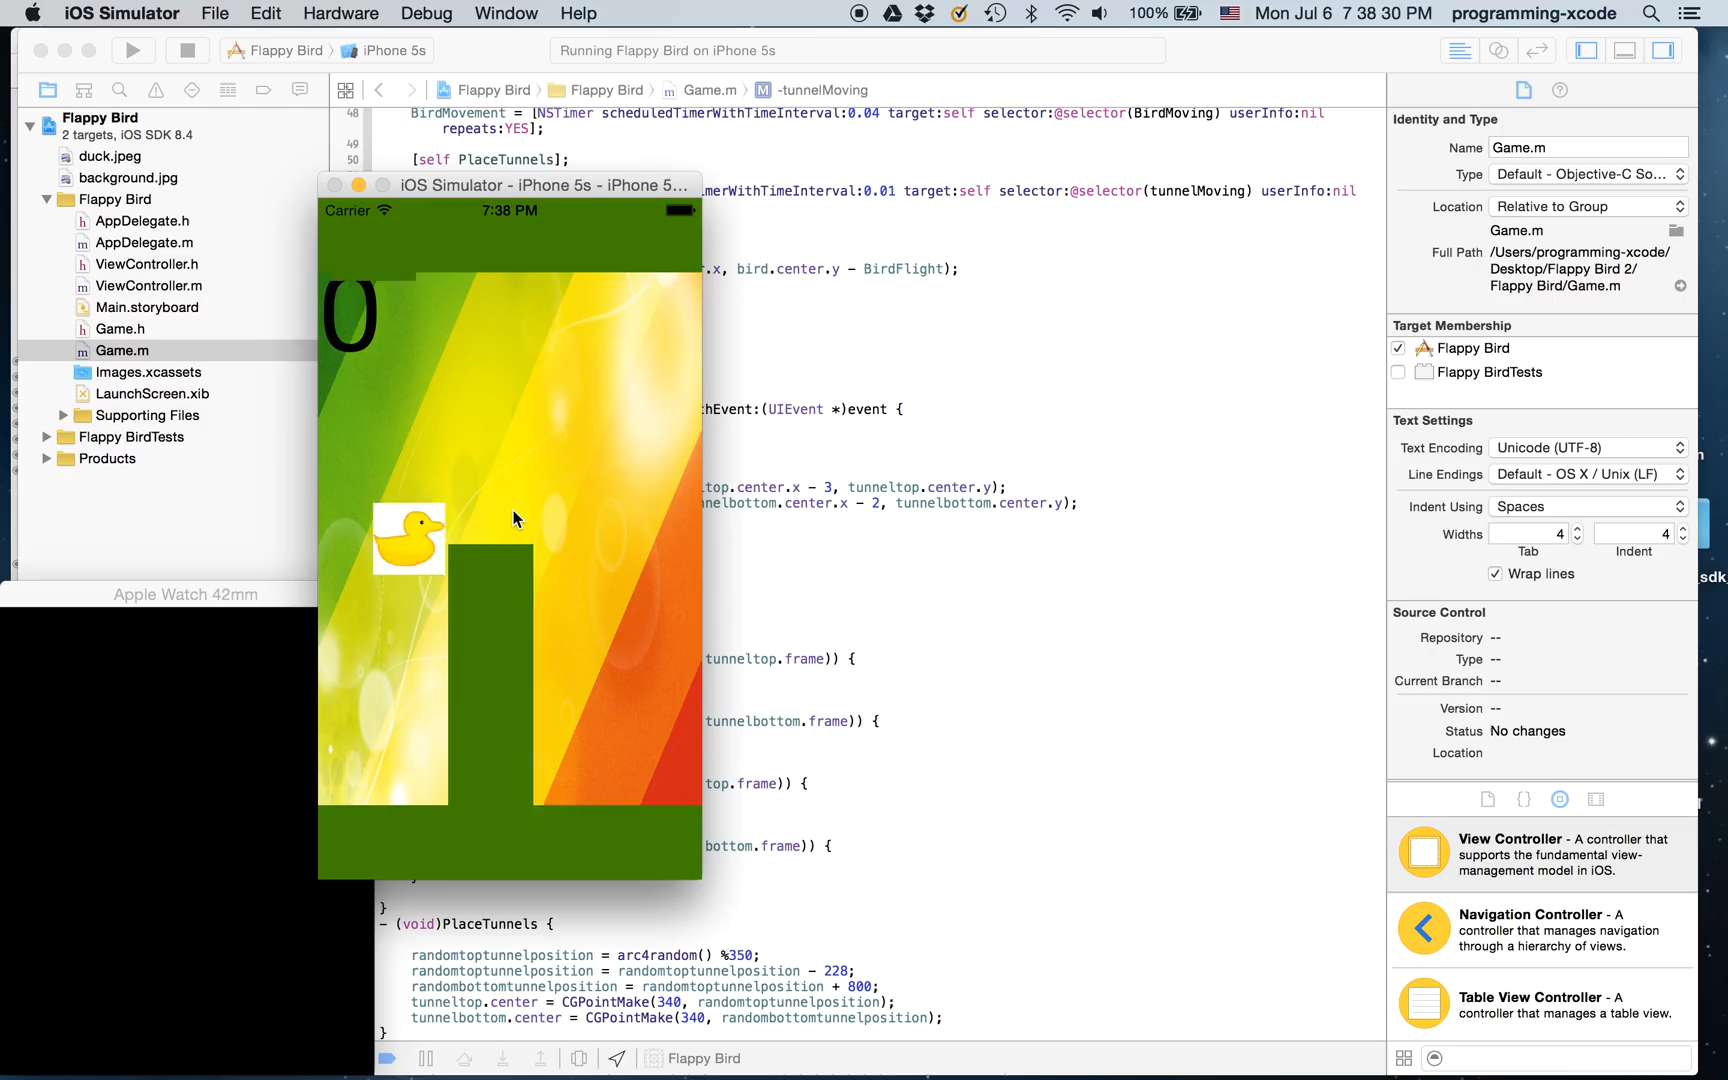 iOS Simulator File Edit Hardware Debug Window Help 100% Mon Jul 6 7 38 30 PM programming-xcode
Flappy Bird iPhone 5s Running Flappy Bird on iPhone 5s
Flappy Bird Flappy Bird Game.m M -tunnelMoving
Flappy Bird
2 targets, iOS SDK 8.4
duck.jpeg
background.jpg
Flappy Bird
h AppDelegate.h
m AppDelegate.m
h ViewController.h
m ViewController.m
Main.storyboard
h Game.h
m Game.m
Images.xcassets
LaunchScreen.xib
Supporting Files
Flappy BirdTests
Products
Apple Watch 42mm
48 BirdMovement = [NSTimer scheduledTimerWithTimeInterval:0.04 target:self selector:@selector(BirdMoving) userInfo:nil
repeats:YES];
49
50 [self PlaceTunnels];
iOS Simulator - iPhone 5s - iPhone 5...
Carrier 7:38 PM
0
merWithTimeInterval:0.01 target:self selector:@selector(tunnelMoving) userInfo:nil
r.x, bird.center.y - BirdFlight);
thEvent:(UIEvent *)event {
top.center.x - 3, tunneltop.center.y);
nelbottom.center.x - 2, tunnelbottom.center.y);
tunneltop.frame)) {
tunnelbottom.frame)) {
top.frame)) {
bottom.frame)) {
}
- (void)PlaceTunnels {
randomtoptunnelposition = arc4random() %350;
randomtoptunnelposition = randomtoptunnelposition - 228;
randombottomtunnelposition = randomtoptunnelposition + 800;
tunneltop.center = CGPointMake(340, randomtoptunnelposition);
tunnelbottom.center = CGPointMake(340, randombottomtunnelposition);
}
Flappy Bird
Identity and Type
Name Game.m
Type Default - Objective-C So...
Location Relative to Group
Game.m
Full Path /Users/programming-xcode/
Desktop/Flappy Bird 2/
Flappy Bird/Game.m
Target Membership
Flappy Bird
Flappy BirdTests
Text Settings
Text Encoding Unicode (UTF-8)
Line Endings Default - OS X / Unix (LF)
Indent Using Spaces
Widths 4 4
Tab Indent
Wrap lines
Source Control
Repository --
Type --
Current Branch --
Version --
Status No changes
Location
{}
View Controller - A controller that
supports the fundamental view-
management model in iOS.
Navigation Controller - A
controller that manages navigation
through a hierarchy of views.
Table View Controller - A
controller that manages a table view.
_sdk_